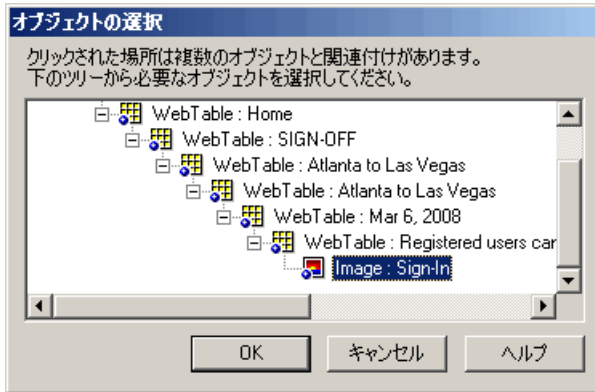 オブジェクトの選択
クリックされた場所は複数のオブジェクトと関連付けがあります。
下のツリーから必要なオブジェクトを選択してください。
WebTable : Home
WebTable : SIGN-OFF
WebTable : Atlanta to Las Vegas
WebTable : Atlanta to Las Vegas
WebTable : Mar 6, 2008
WebTable : Registered users car
Image : Sign-In
OK キャンセル ヘルプ